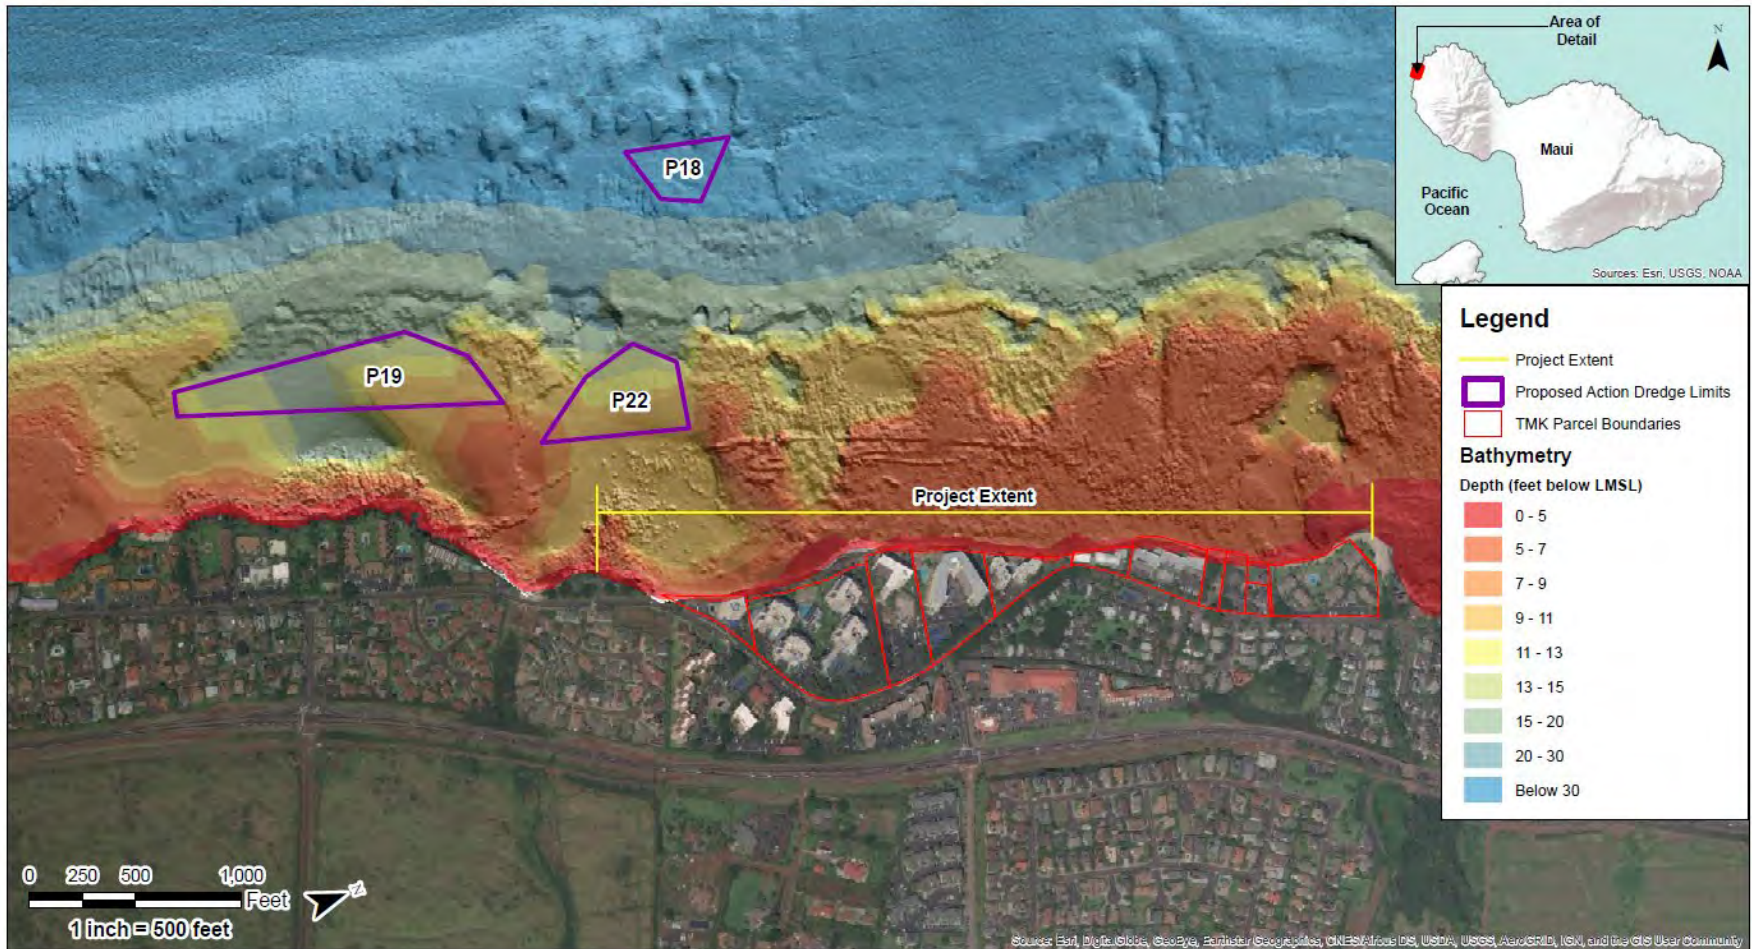 Area of
Detail
N
Maui
Pacific
Ocean
Sources: Esri, USGS, NOAA
P18
P19
P22
Project Extent
Legend
Project Extent
Proposed Action Dredge Limits
TMK Parcel Boundaries
Bathymetry
Depth (feet below LMSL)
0 - 5
5 - 7
7 - 9
9 - 11
11 - 13
13 - 15
15 - 20
20 - 30
Below 30
0 250 500 1,000
Feet
N
1 inch = 500 feet
Source: Esri, DigitalGlobe, GeoEye, Earthstar Geographics, CNES/Airbus DS, USDA, USGS, AeroGRID, IGN, and the GIS User Community